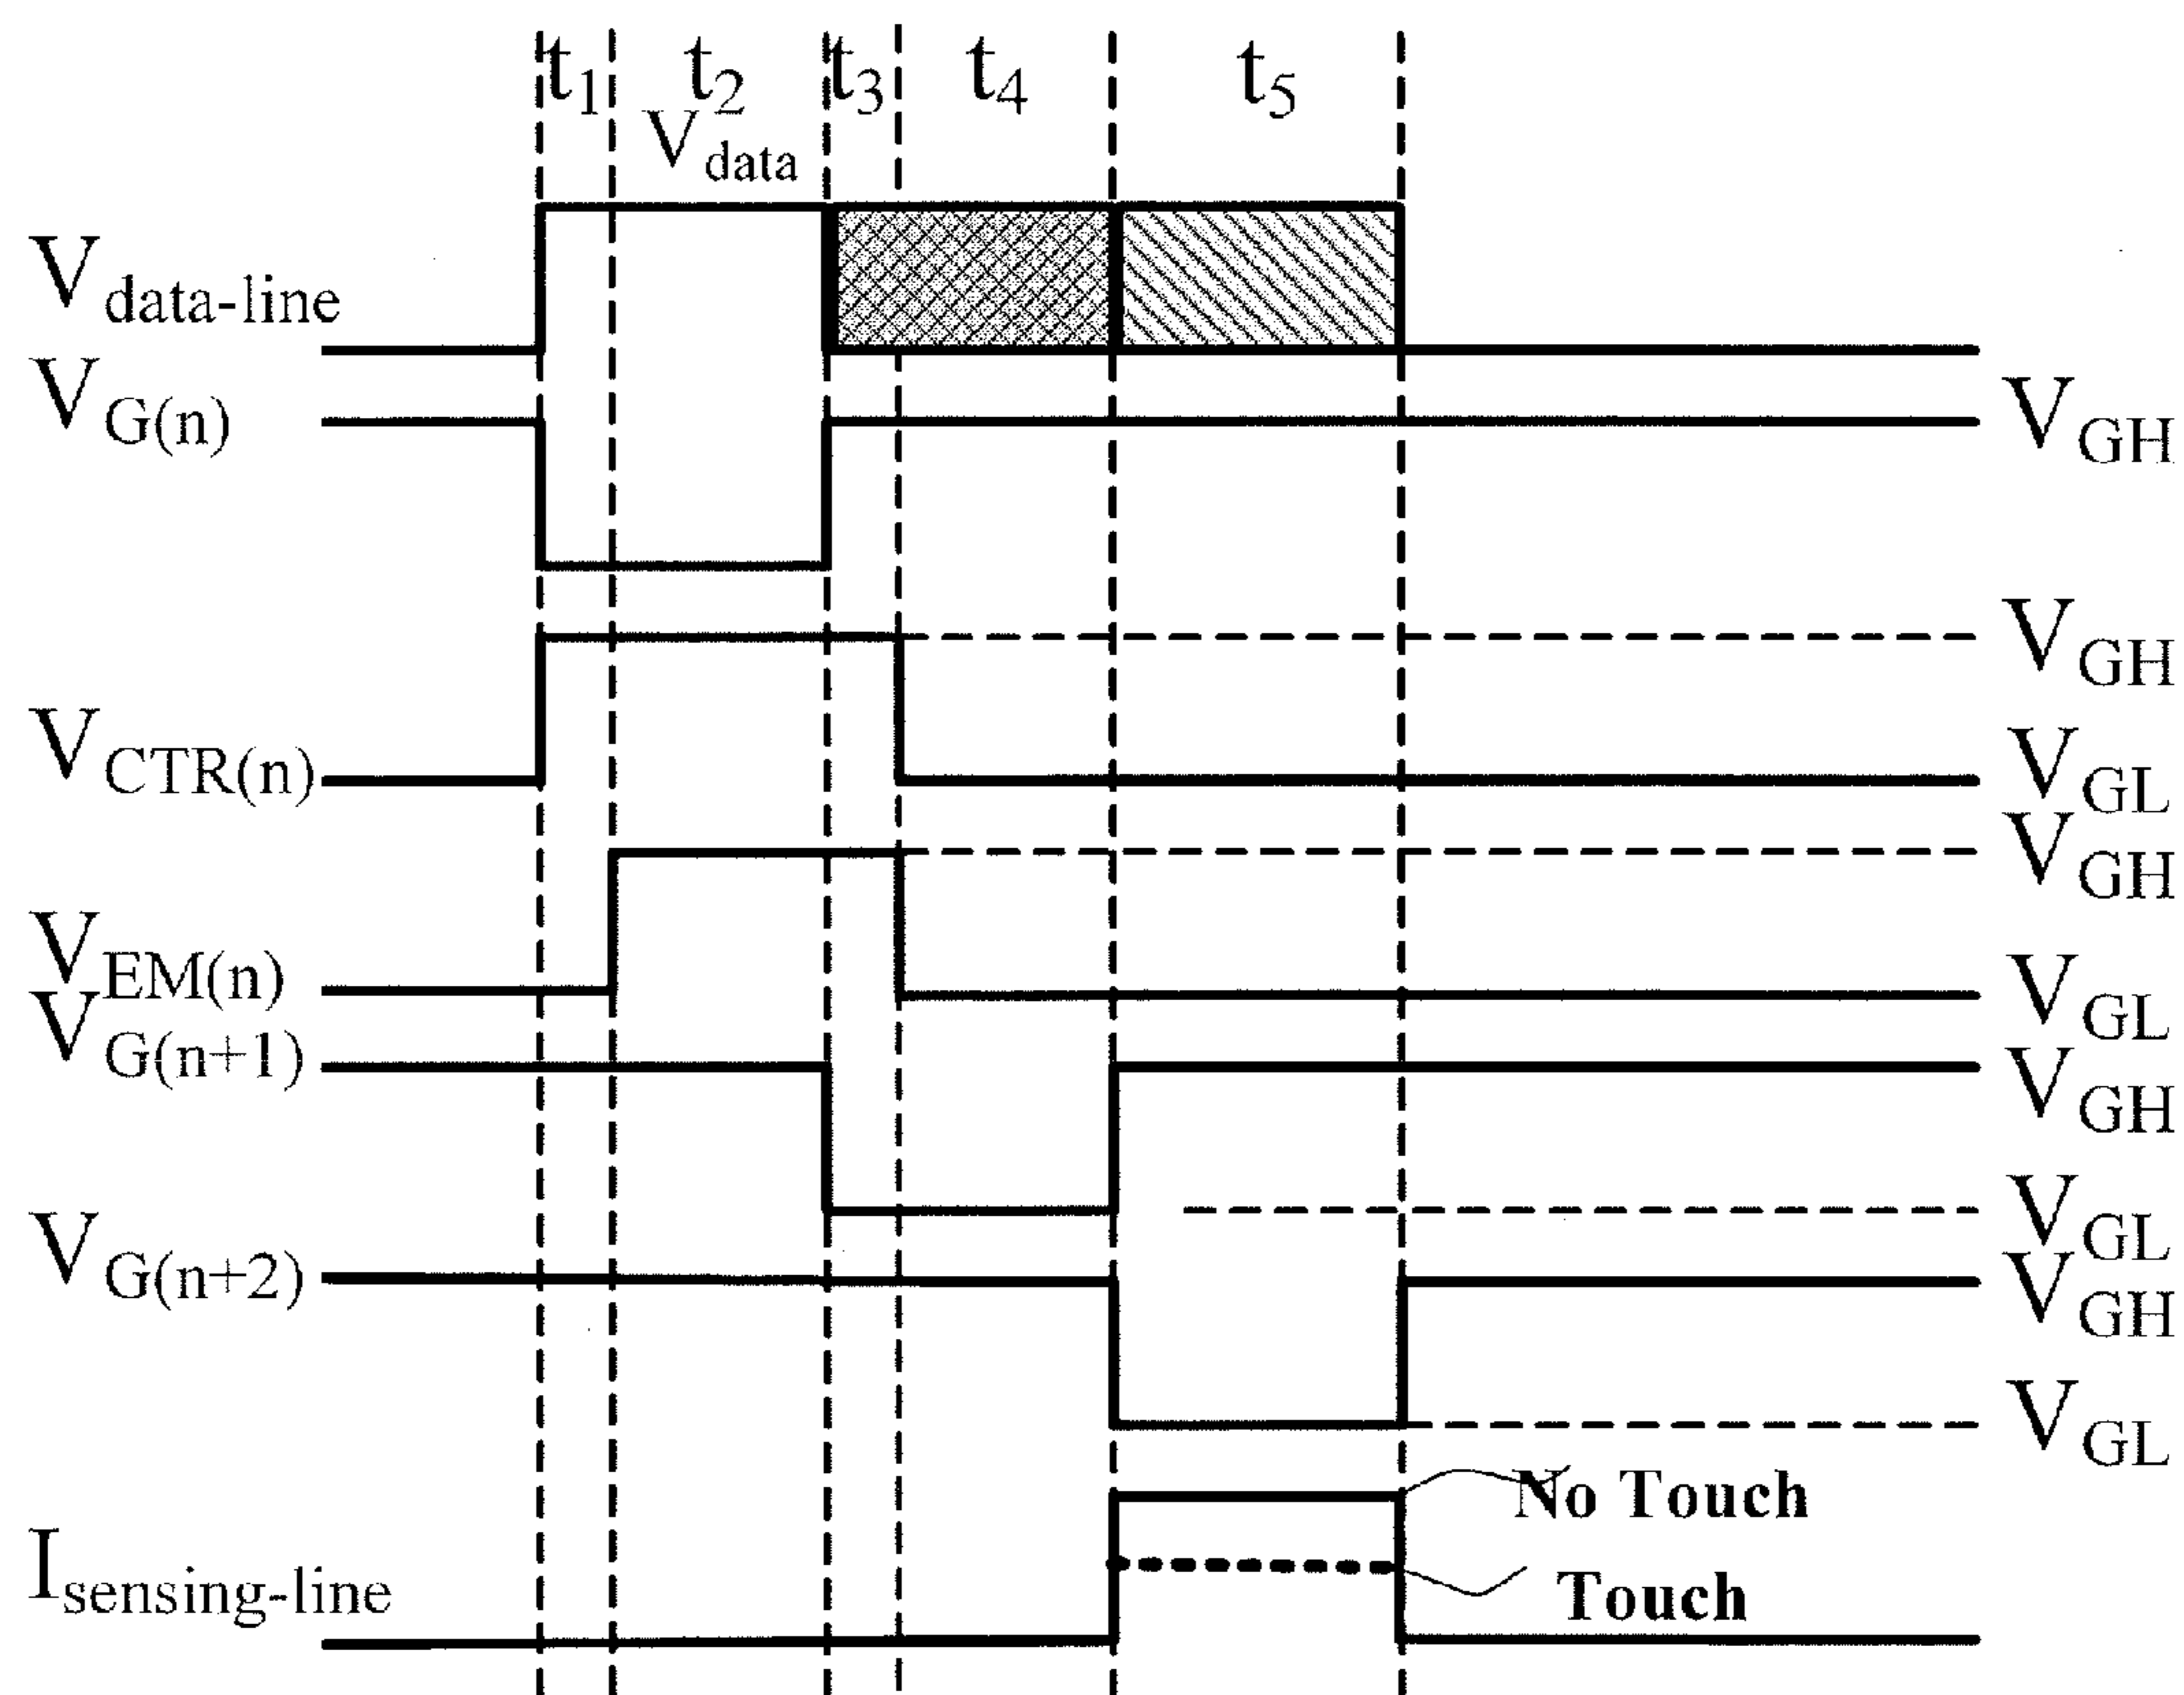 t1 t2 t3 t4 t5
Vdata
Vdata-line
VG(n)
VGH
VGH
VCTR(n)
VGL
VGH
VEM(n)
VGL
VG(n+1)
VGH
VGL
VG(n+2)
VGH
VGL
No Touch
Isensing-line
Touch